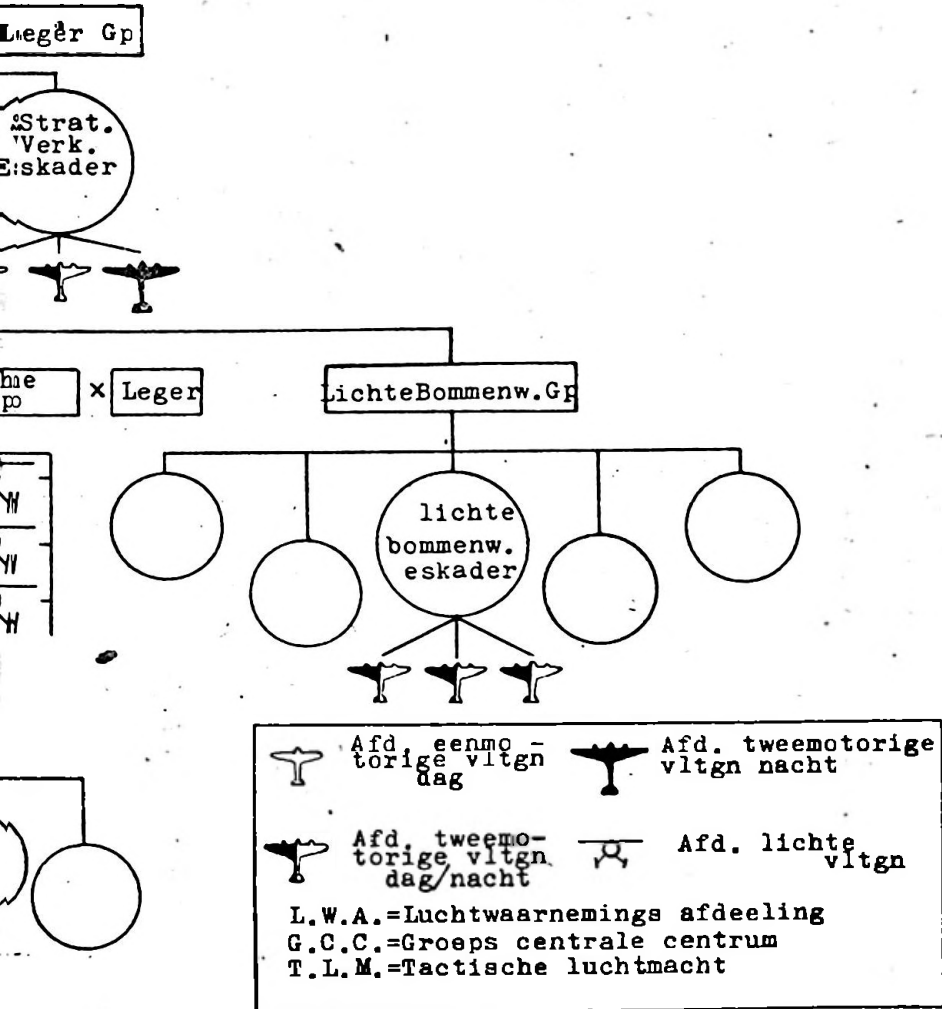 Leger Gp
Strat.
Verk.
Eskader
× Leger
LichteBommenw.Gp
lichte
bommenw.
eskader
Afd. eenmo-
torige vltgn
dag
Afd. tweemotorige
vltgn nacht
Afd. tweemo-
torige vltgn
dag/nacht
Afd. lichte
vltgn
L.W.A.=Luchtwaarnemings afdeeling
G.C.C.=Groeps centrale centrum
T.L.M.=Tactische luchtmacht